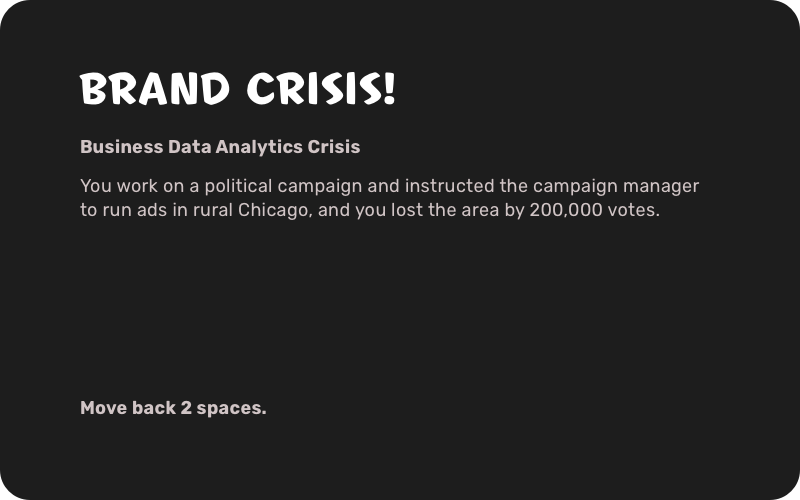 BRAND CRISIS!
Business Data Analytics Crisis
You work on a political campaign and instructed the campaign manager
to run ads in rural Chicago, and you lost the area by 200,000 votes.
Move back 2 spaces.